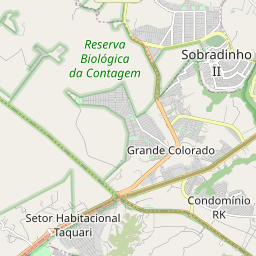 Reserva
Biológica
da Contagem
Sobradinho
II
Grande Colorado
Condomínio
RK
Setor Habitacional
Taquari